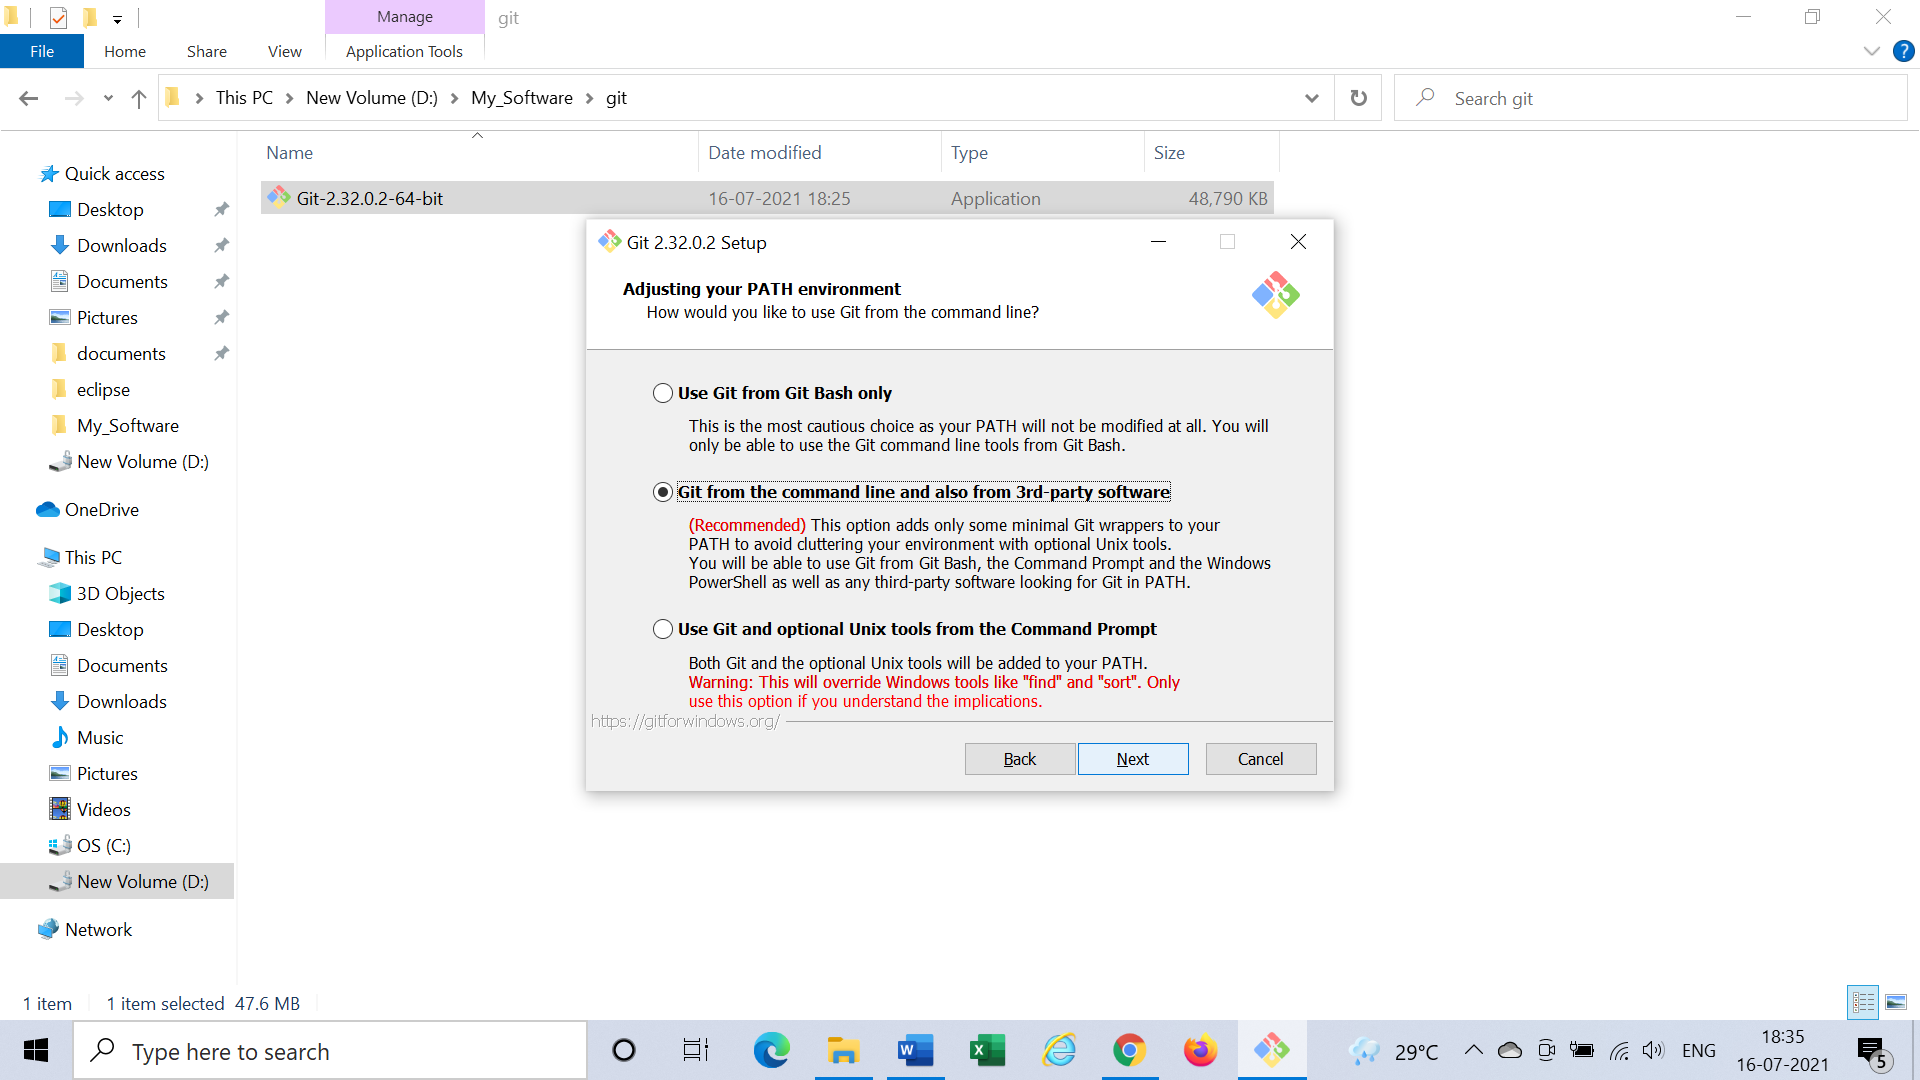 Manage
git
File
Home
Share
View
Application Tools
This PC
New Volume (D:)
My_Software
git
Search git
Name
Date modified
Type
Size
Git-2.32.0.2-64-bit
16-07-2021 18:25
Application
48,790 KB
Quick access
Desktop
Downloads
Documents
Pictures
documents
eclipse
My_Software
New Volume (D:)
OneDrive
This PC
3D Objects
Desktop
Documents
Downloads
Music
Pictures
Videos
OS (C:)
New Volume (D:)
Network
Git 2.32.0.2 Setup
Adjusting your PATH environment
How would you like to use Git from the command line?
Use Git from Git Bash only
This is the most cautious choice as your PATH will not be modified at all. You will
only be able to use the Git command line tools from Git Bash.
Git from the command line and also from 3rd-party software
(Recommended) This option adds only some minimal Git wrappers to your
PATH to avoid cluttering your environment with optional Unix tools.
You will be able to use Git from Git Bash, the Command Prompt and the Windows
PowerShell as well as any third-party software looking for Git in PATH.
Use Git and optional Unix tools from the Command Prompt
Both Git and the optional Unix tools will be added to your PATH.
Warning: This will override Windows tools like "find" and "sort". Only
use this option if you understand the implications.
https://gitforwindows.org/
Back
Next
Cancel
1 item
1 item selected 47.6 MB
Type here to search
29°C
ENG
18:35
16-07-2021
5